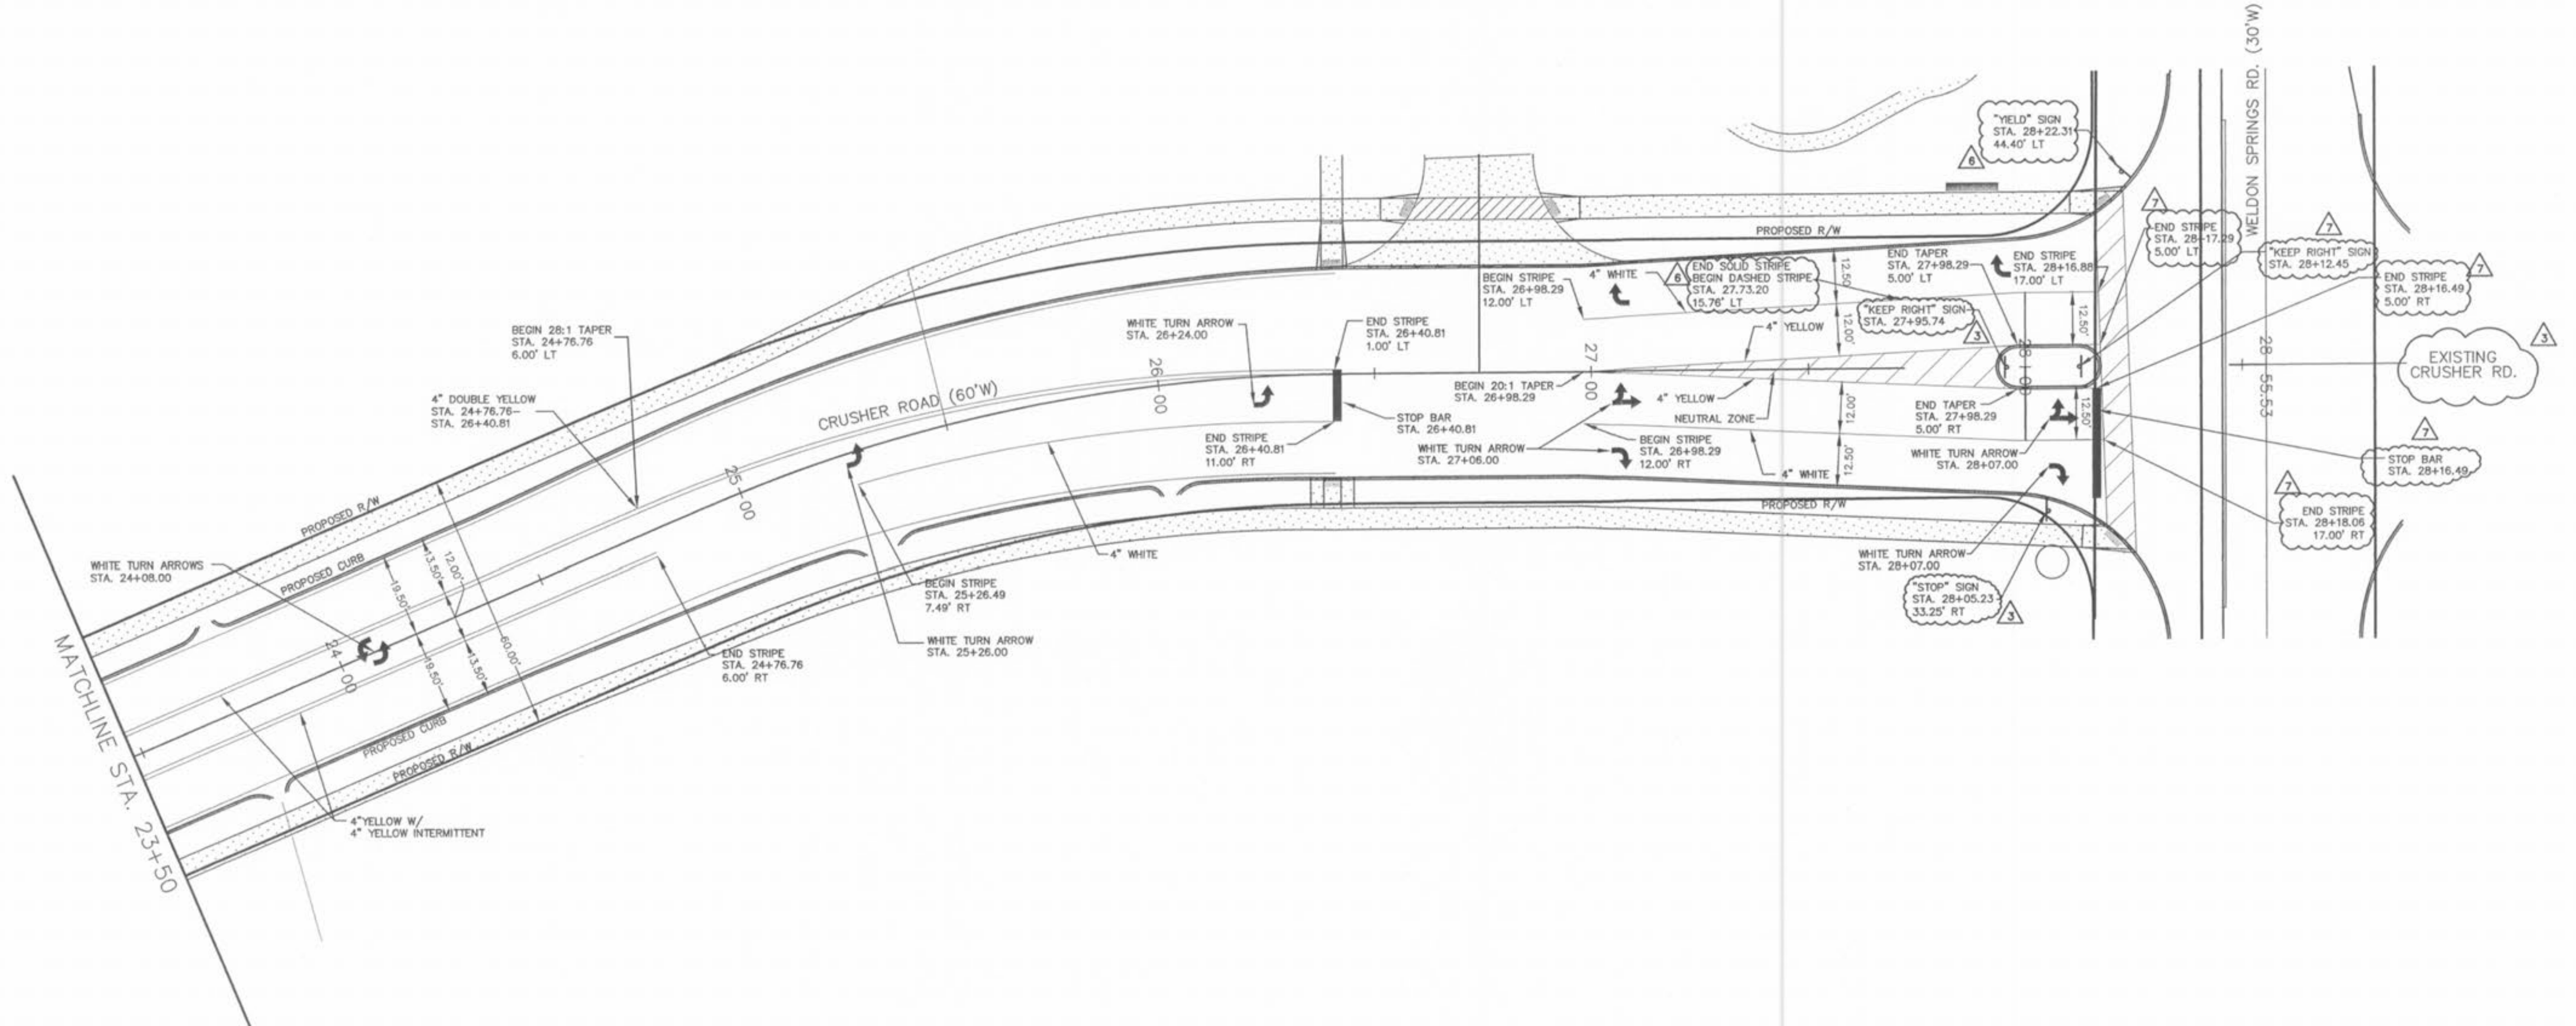 WELDON SPRINGS RD. (30'W)
"YIELD" SIGN
STA. 28+22.31
44.40' LT
6
7
END STRIPE
STA. 28+17.29
5.00' LT
7
"KEEP RIGHT" SIGN
STA. 28+12.45
7
END STRIPE
STA. 28+16.49
5.00' RT
3
EXISTING
CRUSHER RD.
28
55.53
7
STOP BAR
STA. 28+16.49
7
END STRIPE
STA. 28+18.06
17.00' RT
PROPOSED R/W
END TAPER
STA. 27+98.29
5.00' LT
END STRIPE
STA. 28+16.88
17.00' LT
BEGIN STRIPE
STA. 26+98.29
12.00' LT
4" WHITE
6
END SOLID STRIPE
BEGIN DASHED STRIPE
STA. 27.73.20
15.76' LT
12.50'
12.00'
"KEEP RIGHT" SIGN
STA. 27+95.74
3
12.50'
4" YELLOW
28+00
27+00
BEGIN 20:1 TAPER
STA. 26+98.29
4" YELLOW
NEUTRAL ZONE
12.00'
12.50'
END TAPER
STA. 27+98.29
5.00' RT
12.50'
WHITE TURN ARROW
STA. 27+06.00
BEGIN STRIPE
STA. 26+98.29
12.00' RT
4" WHITE
WHITE TURN ARROW
STA. 28+07.00
PROPOSED R/W
WHITE TURN ARROW
STA. 28+07.00
"STOP" SIGN
STA. 28+05.23
33.25' RT
3
WHITE TURN ARROW
STA. 26+24.00
END STRIPE
STA. 26+40.81
1.00' LT
26+00
STOP BAR
STA. 26+40.81
END STRIPE
STA. 26+40.81
11.00' RT
4" WHITE
BEGIN 28:1 TAPER
STA. 24+76.76
6.00' LT
4" DOUBLE YELLOW
STA. 24+76.76-
STA. 26+40.81
CRUSHER ROAD (60'W)
25+00
BEGIN STRIPE
STA. 25+26.49
7.49' RT
WHITE TURN ARROW
STA. 25+26.00
END STRIPE
STA. 24+76.76
6.00' RT
PROPOSED R/W
PROPOSED CURB
WHITE TURN ARROWS
STA. 24+08.00
24+00
19.50'
13.50'
12.00'
60.00'
19.50'
13.50'
PROPOSED CURB
PROPOSED R/W
4"YELLOW W/
4" YELLOW INTERMITTENT
MATCHLINE STA. 23+50